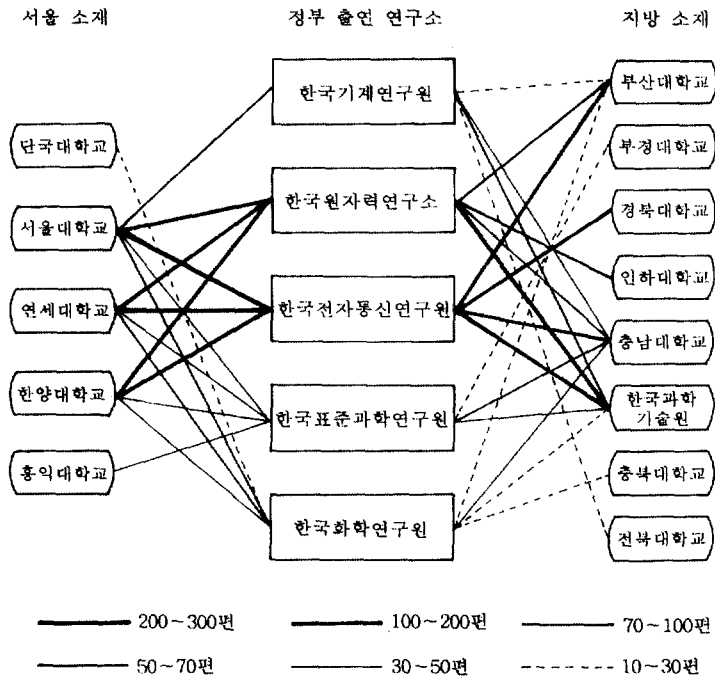 서울 소재
정부 출연 연구소
지방 소재
한국기계연구원
부산대학교
단국대학교
부경대학교
한국원자력연구소
서울대학교
경북대학교
인하대학교
연세대학교
한국전자통신연구원
충남대학교
한양대학교
한국표준과학연구원
한국과학
기술원
홍익대학교
충북대학교
한국화학연구원
전북대학교
200~300편
100~200편
70~100편
50~70편
30~50편
10~30편